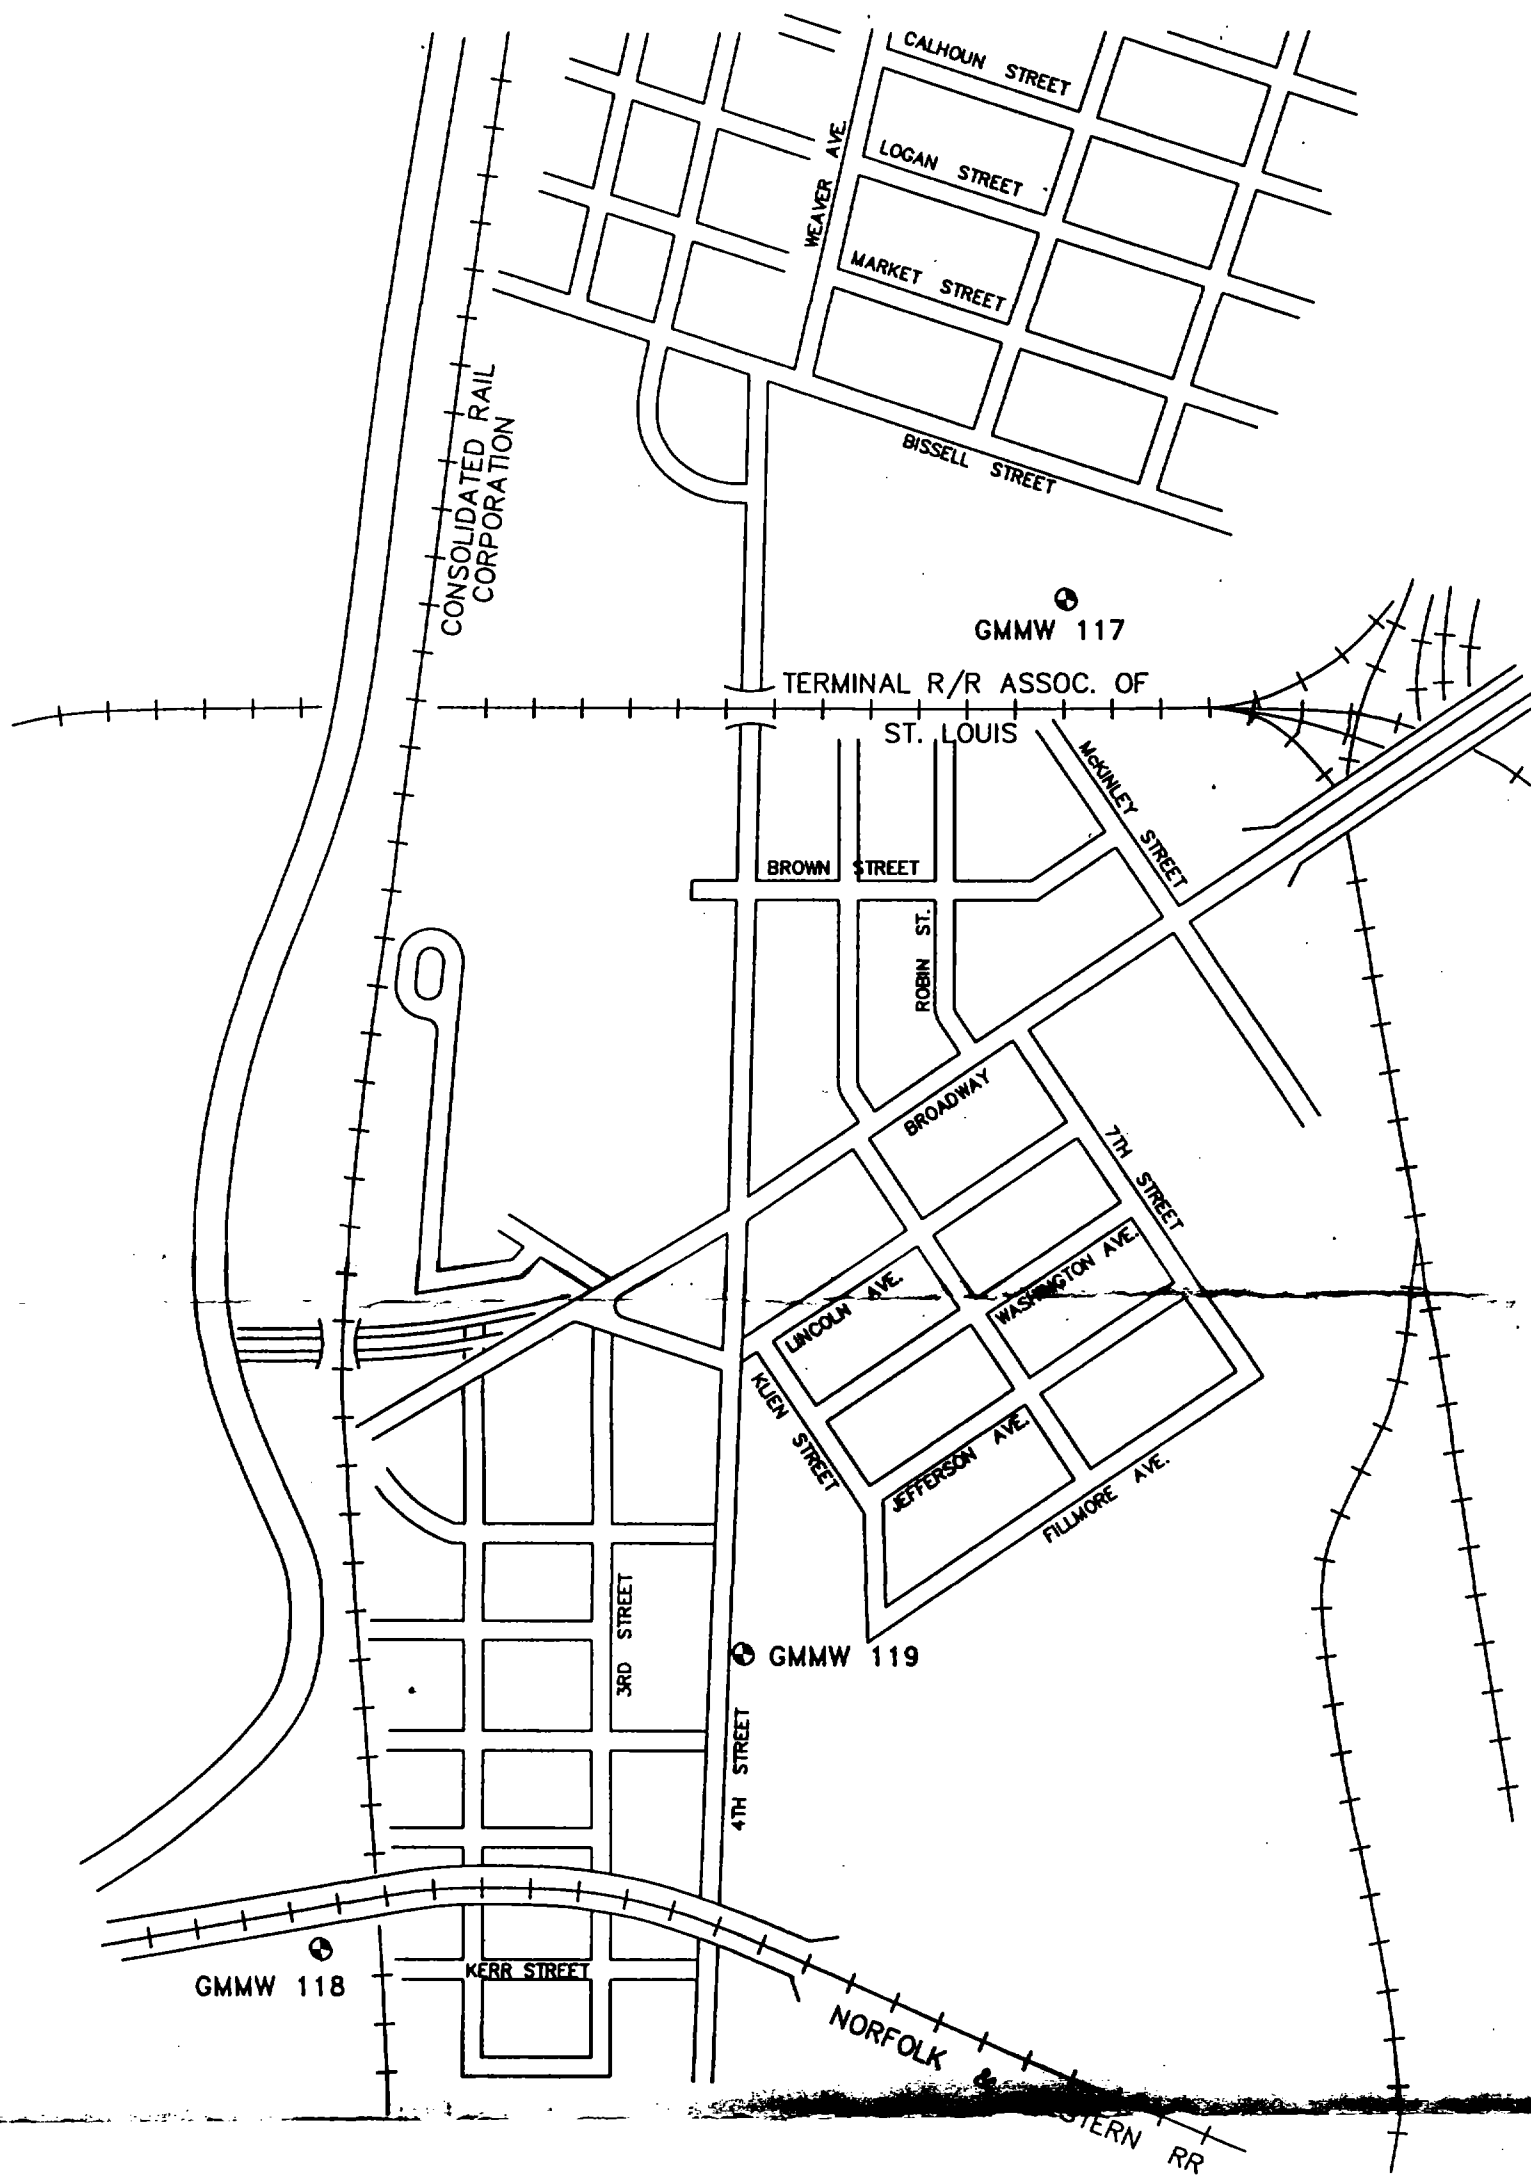 CALHOUN STREET
WEAVER AVE.
LOGAN STREET
MARKET STREET
BISSELL STREET
CONSOLIDATED RAIL
CORPORATION
GMMW 117
TERMINAL R/R ASSOC. OF
ST. LOUIS
McKINLEY STREET
BROWN STREET
ROBIN ST.
BROADWAY
7TH STREET
LINCOLN AVE.
WASHINGTON AVE.
KLIEN STREET
JEFFERSON AVE.
FILLMORE AVE.
3RD STREET
GMMW 119
4TH STREET
KERR STREET
GMMW 118
NORFOLK &
STERN RR